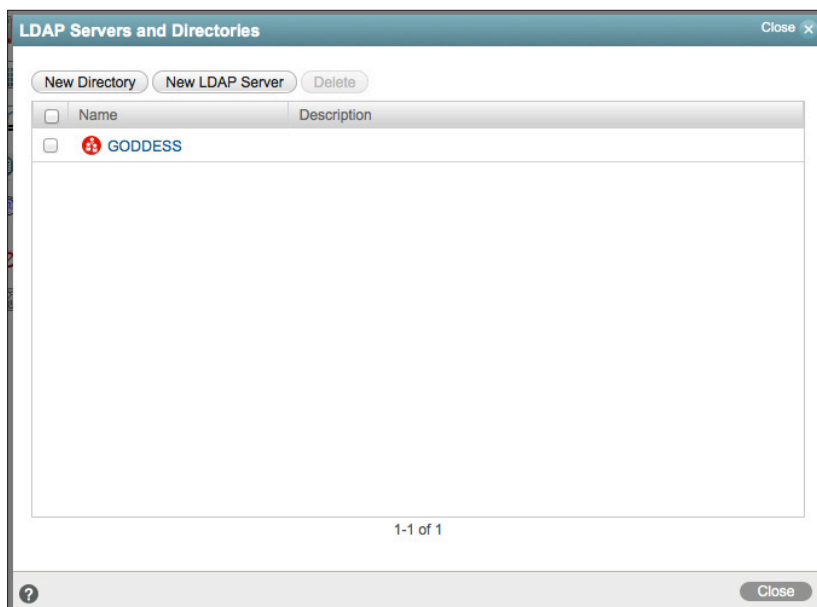 LDAP Servers and Directories Close x
New Directory New LDAP Server Delete
Name Description
GODDESS
1-1 of 1
? Close